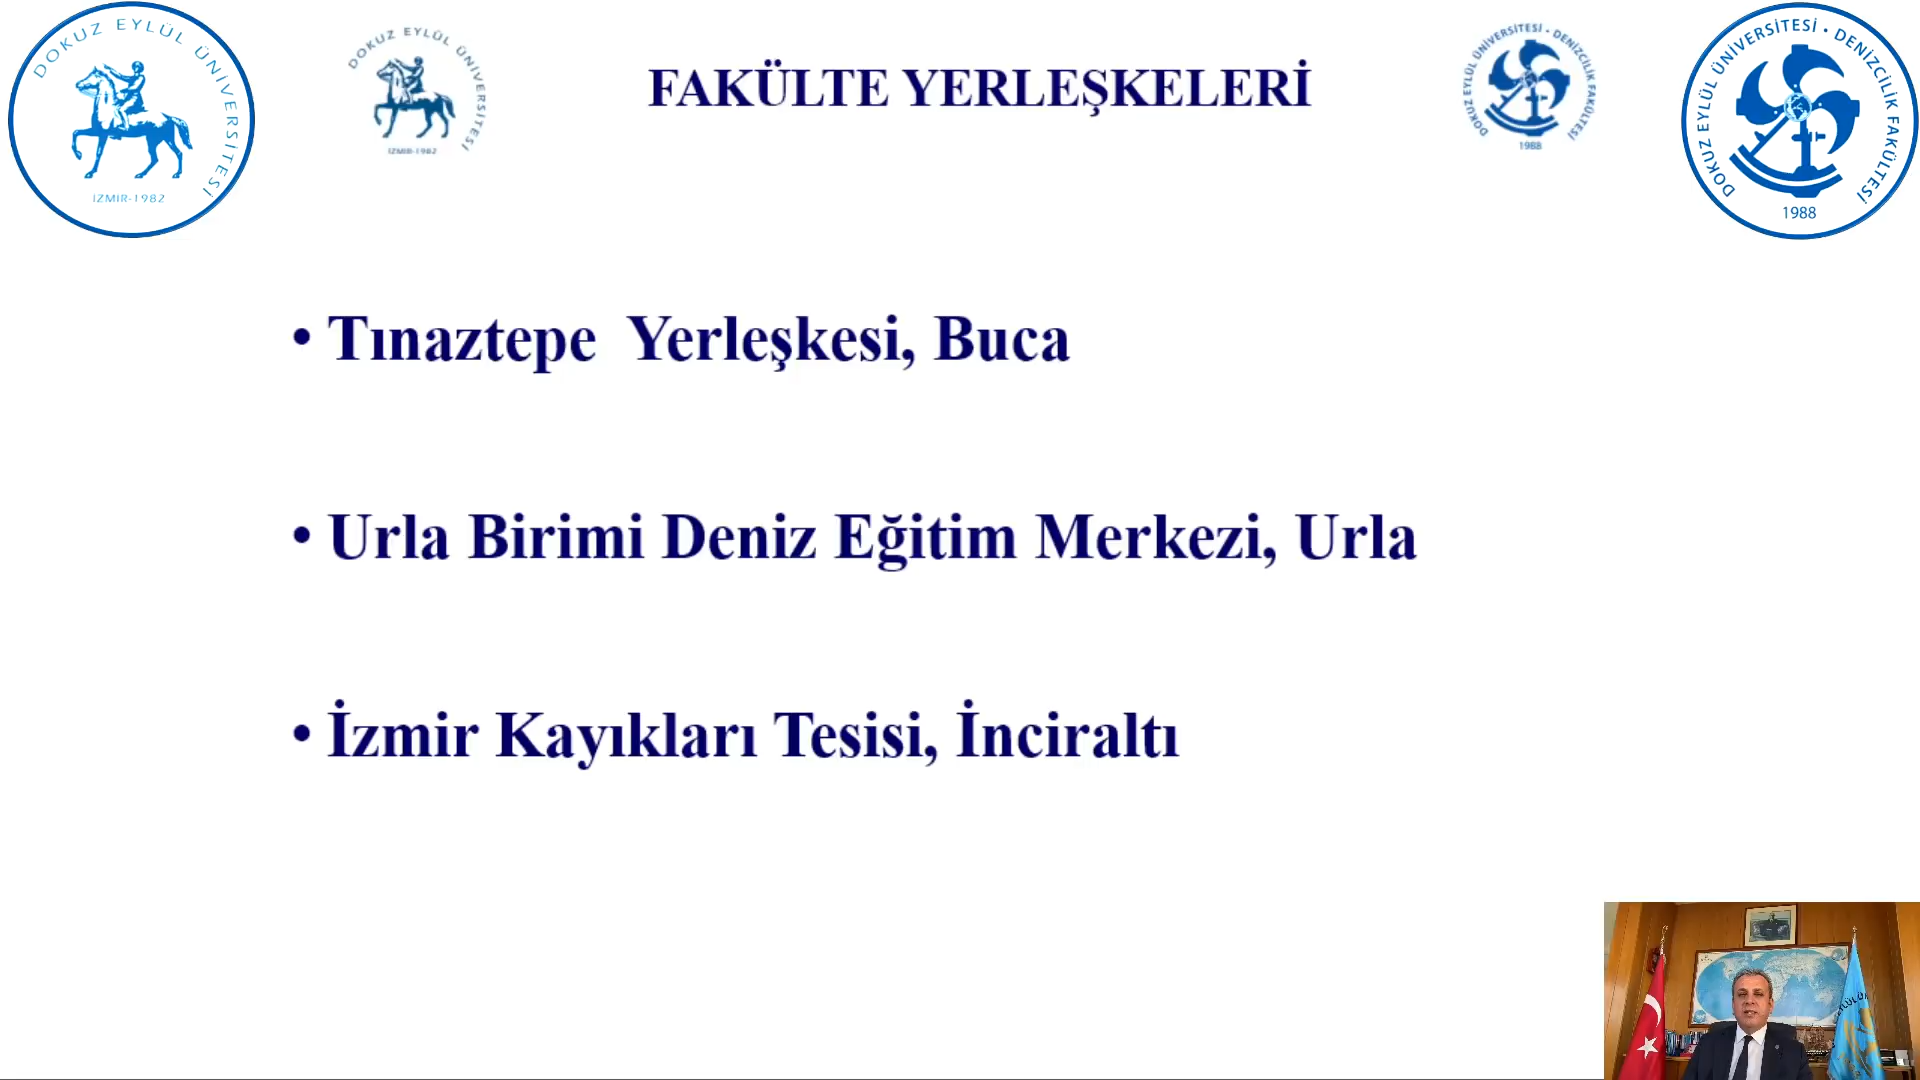 DOKUZ EYLÜL ÜNİVERSİTESİ
İZMİR-1982
DOKUZ EYLÜL ÜNİVERSİTESİ
İZMİR-1982
FAKÜLTE YERLEŞKELERİ
DOKUZ EYLÜL ÜNİVERSİTESİ • DENİZCİLİK FAKÜLTESİ
1988
DOKUZ EYLÜL ÜNİVERSİTESİ • DENİZCİLİK FAKÜLTESİ
1988
• Tınaztepe Yerleşkesi, Buca
• Urla Birimi Deniz Eğitim Merkezi, Urla
• İzmir Kayıkları Tesisi, İnciraltı